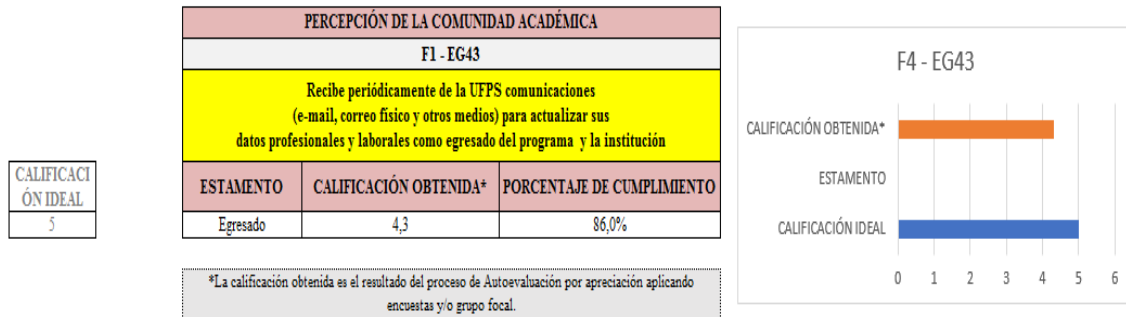 PERCEPCIÓN DE LA COMUNIDAD ACADÉMICA
F1 - EG43
Recibe periódicamente de la UFPS comunicaciones
(e-mail, correo físico y otros medios) para actualizar sus
datos profesionales y laborales como egresado del programa y la institución
CALIFICACI
ÓN IDEAL
5
ESTAMENTO CALIFICACIÓN OBTENIDA* PORCENTAJE DE CUMPLIMIENTO
Egresado 4,3 86,0%
*La calificación obtenida es el resultado del proceso de Autoevaluación por apreciación aplicando
encuestas y/o grupo focal.
F4 - EG43
CALIFICACIÓN OBTENIDA*
ESTAMENTO
CALIFICACIÓN IDEAL
0 1 2 3 4 5 6